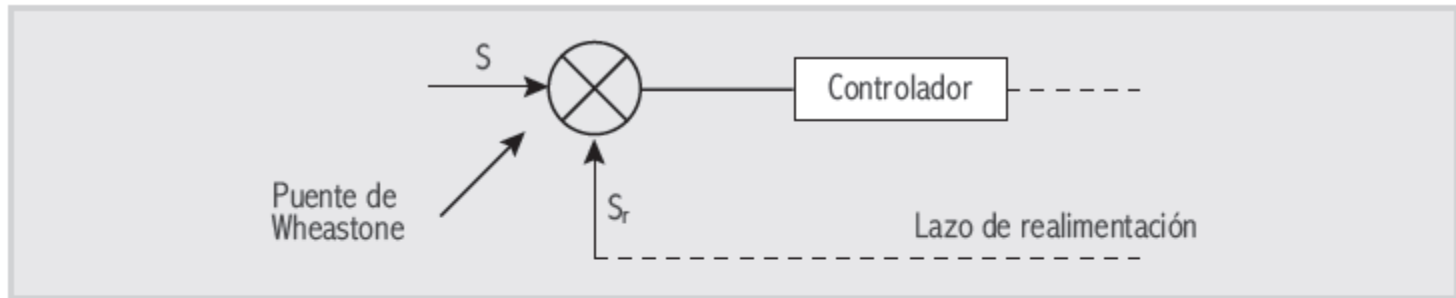 S
Controlador
Puente de
Wheastone
Sr
Lazo de realimentación